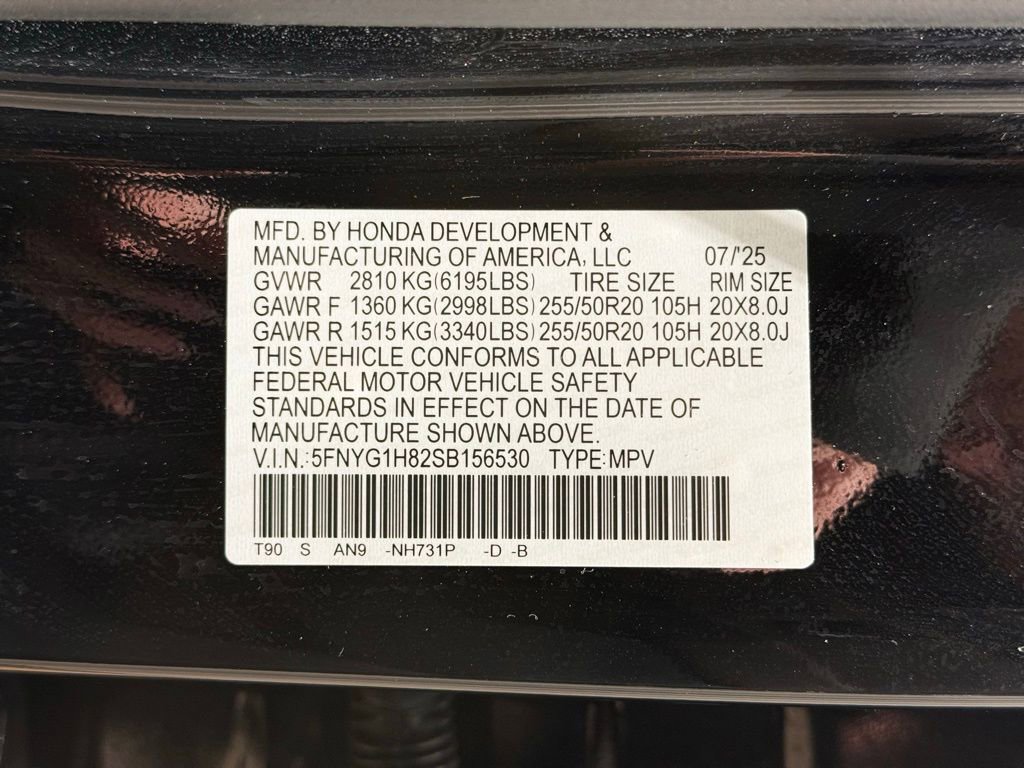 MFD. BY HONDA DEVELOPMENT &
MANUFACTURING OF AMERICA, LLC 07/'25
GVWR 2810 KG(6195LBS) TIRE SIZE RIM SIZE
GAWR F 1360 KG(2998LBS) 255/50R20 105H 20X8.0J
GAWR R 1515 KG(3340LBS) 255/50R20 105H 20X8.0J
THIS VEHICLE CONFORMS TO ALL APPLICABLE
FEDERAL MOTOR VEHICLE SAFETY
STANDARDS IN EFFECT ON THE DATE OF
MANUFACTURE SHOWN ABOVE.
V.I.N.:5FNYG1H82SB156530 TYPE:MPV
T90 S AN9 -NH731P -D -B